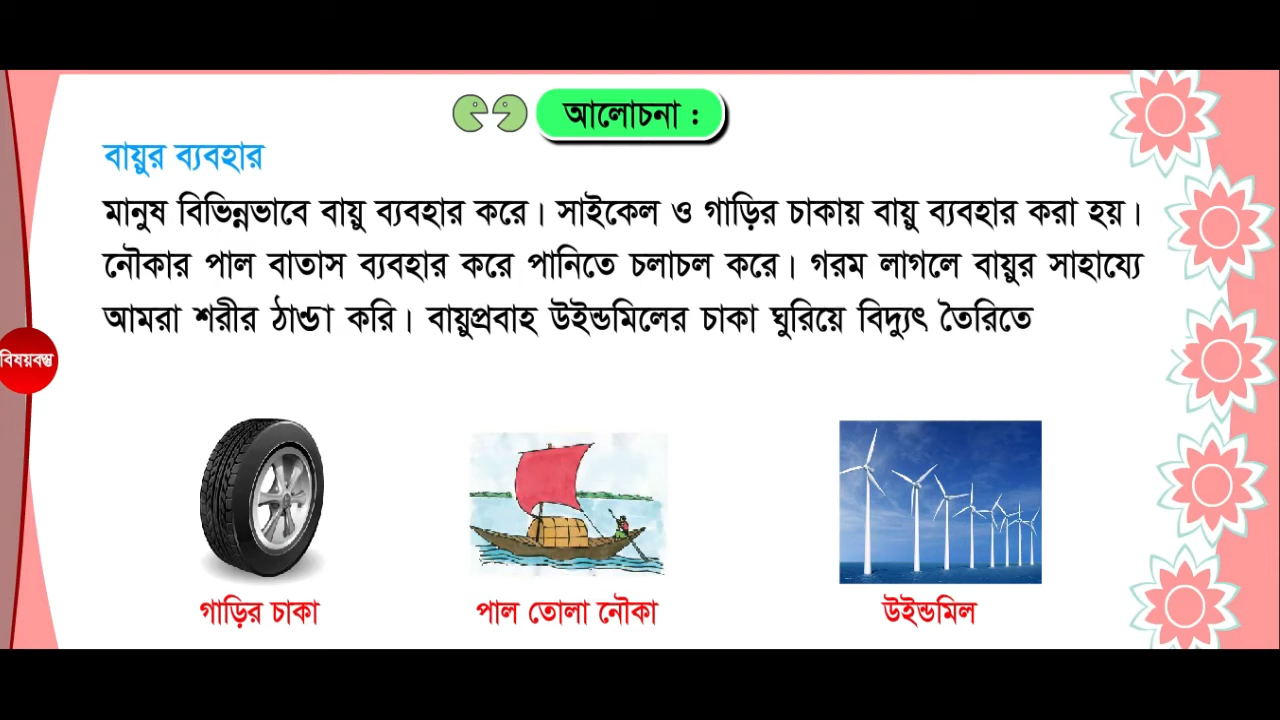 আলোচনা :
বায়ুর ব্যবহার
মানুষ বিভিন্নভাবে বায়ু ব্যবহার করে। সাইকেল ও গাড়ির চাকায় বায়ু ব্যবহার করা হয়।
নৌকার পাল বাতাস ব্যবহার করে পানিতে চলাচল করে। গরম লাগলে বায়ুর সাহায্যে
আমরা শরীর ঠাণ্ডা করি। বায়ুপ্রবাহ উইন্ডমিলের চাকা ঘুরিয়ে বিদ্যুৎ তৈরিতে
বিষয়বস্তু
গাড়ির চাকা
পাল তোলা নৌকা
উইন্ডমিল